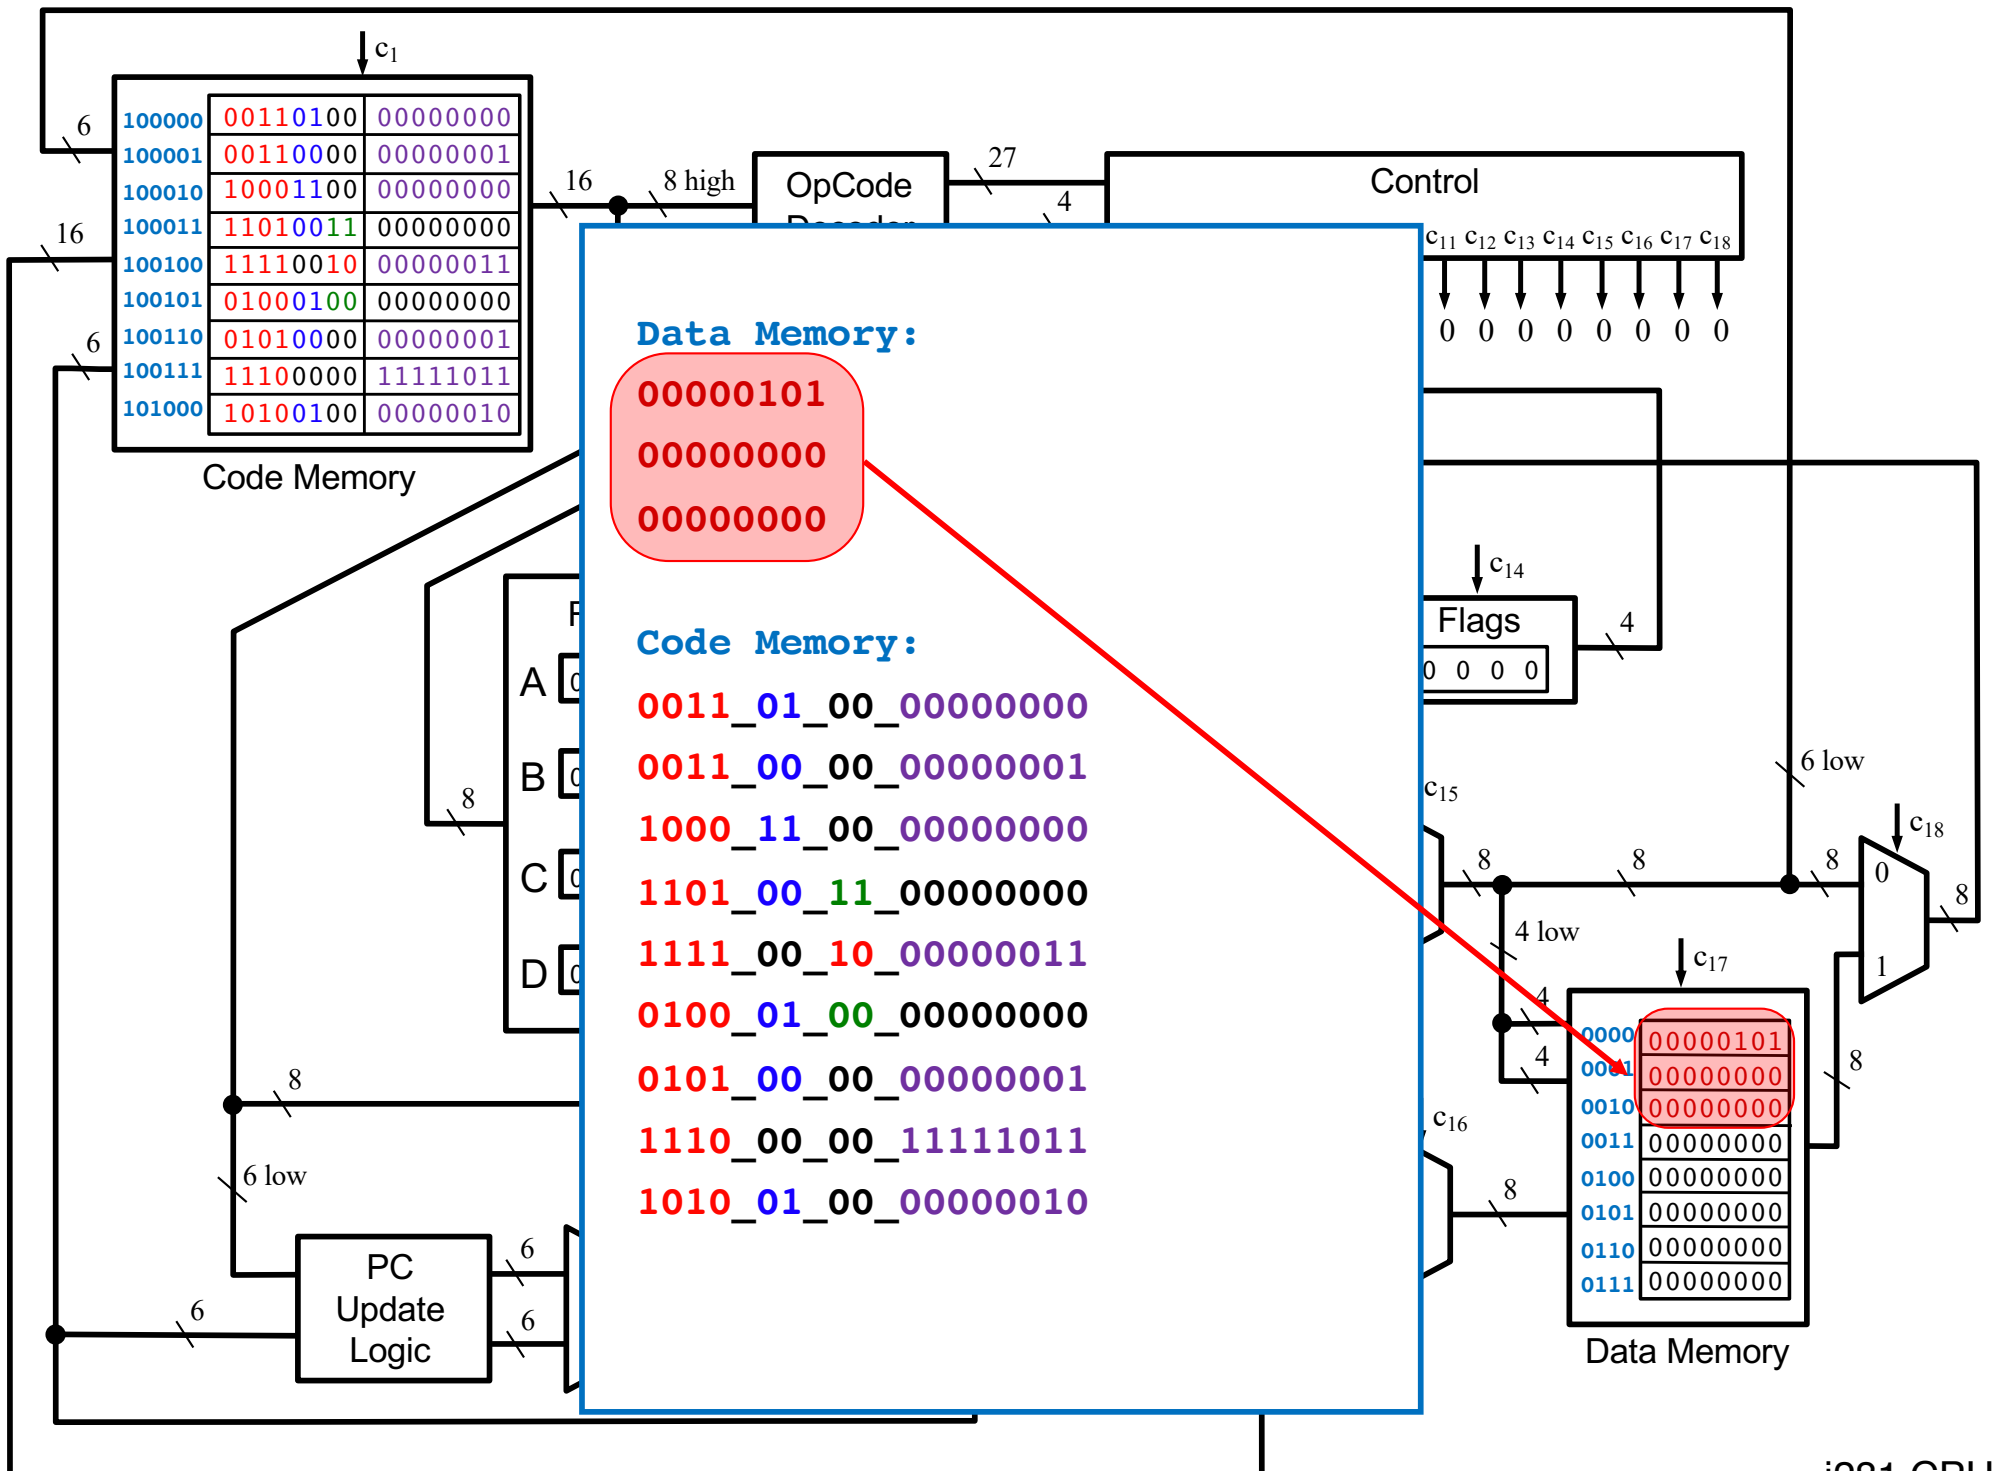 c1
100000 00110100 00000000
100001 00110000 00000001
100010 10001100 00000000
100011 11010011 00000000
100100 11110010 00000011
100101 01000100 00000000
100110 01010000 00000001
100111 11100000 11111011
101000 10100100 00000010
Code Memory
6
16
6
16
8 high
OpCode
27
4
Control
c11 c12 c13 c14 c15 c16 c17 c18
0 0 0 0 0 0 0 0
Data Memory:
00000101
00000000
00000000
Code Memory:
0011_01_00_00000000
0011_00_00_00000001
1000_11_00_00000000
1101_00_11_00000000
1111_00_10_00000011
0100_01_00_00000000
0101_00_00_00000001
1110_00_00_11111011
1010_01_00_00000010
A
B
C
D
8
8
6 low
PC
Update
Logic
6
6
6
c14
Flags
0 0 0 0
4
6 low
c15
8
8
8
c18
0
1
8
4 low
4
4
c17
8
c16
8
0000 00000101
0001 00000000
0010 00000000
0011 00000000
0100 00000000
0101 00000000
0110 00000000
0111 00000000
Data Memory